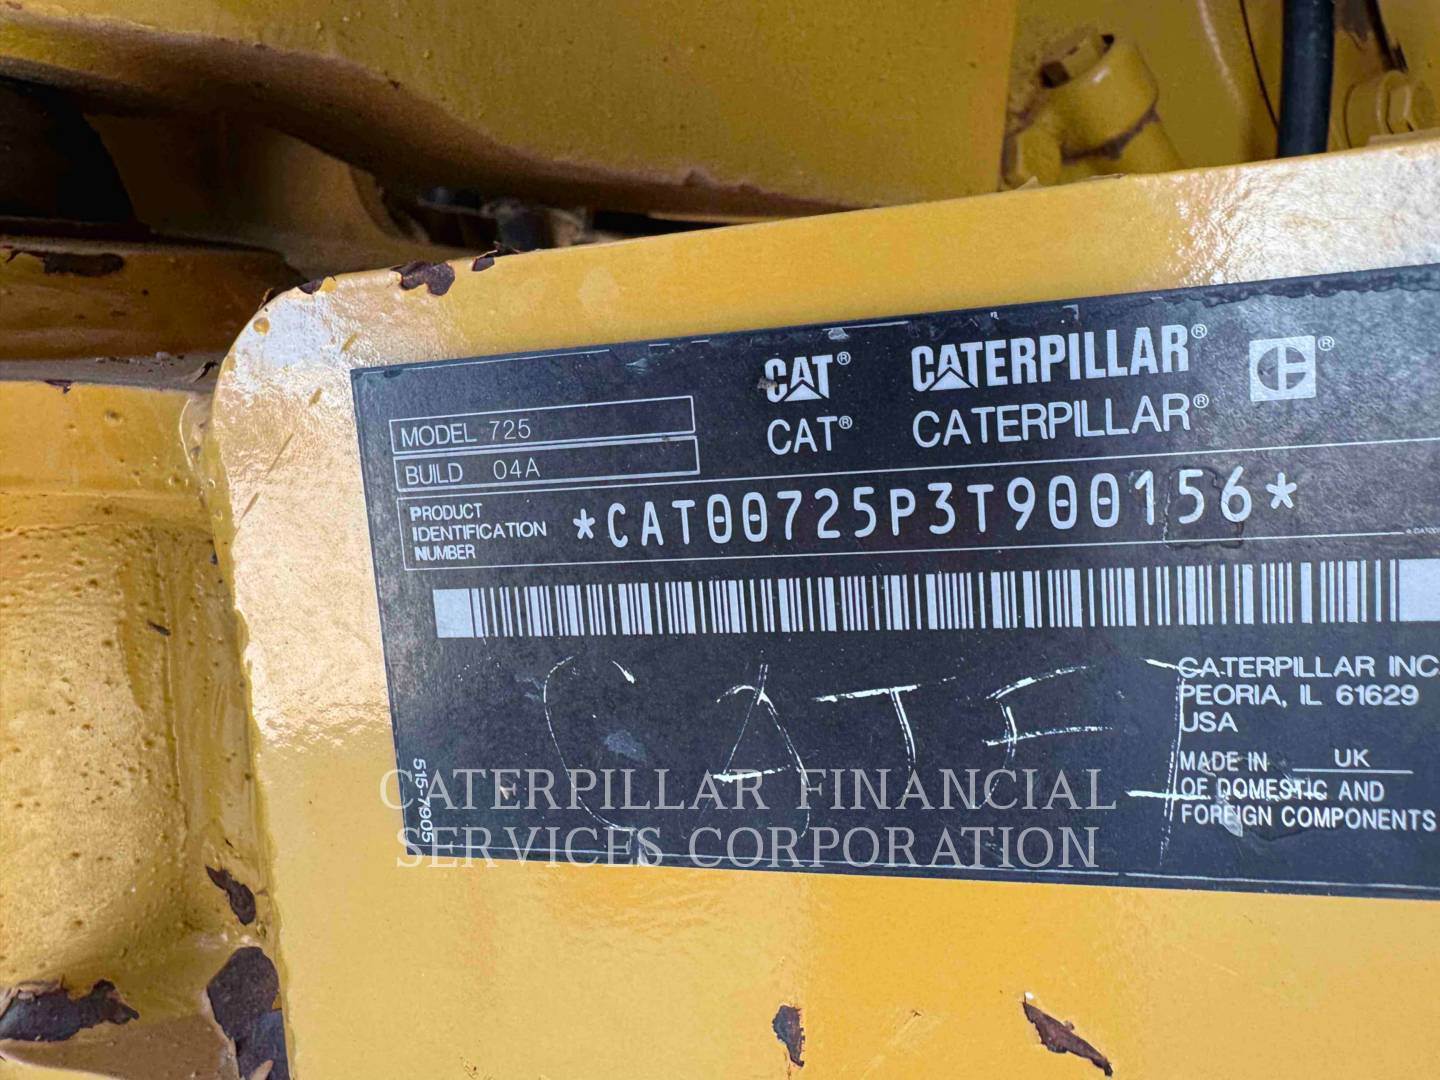 CAT® CATERPILLAR® ®
CAT® CATERPILLAR®
MODEL 725
BUILD 04A
PRODUCT
IDENTIFICATION
NUMBER
*CAT00725P3T900156*
CATERPILLAR INC.
PEORIA, IL 61629
USA
MADE IN UK
OF DOMESTIC AND
FOREIGN COMPONENTS
515-7905
CATERPILLAR FINANCIAL
SERVICES CORPORATION